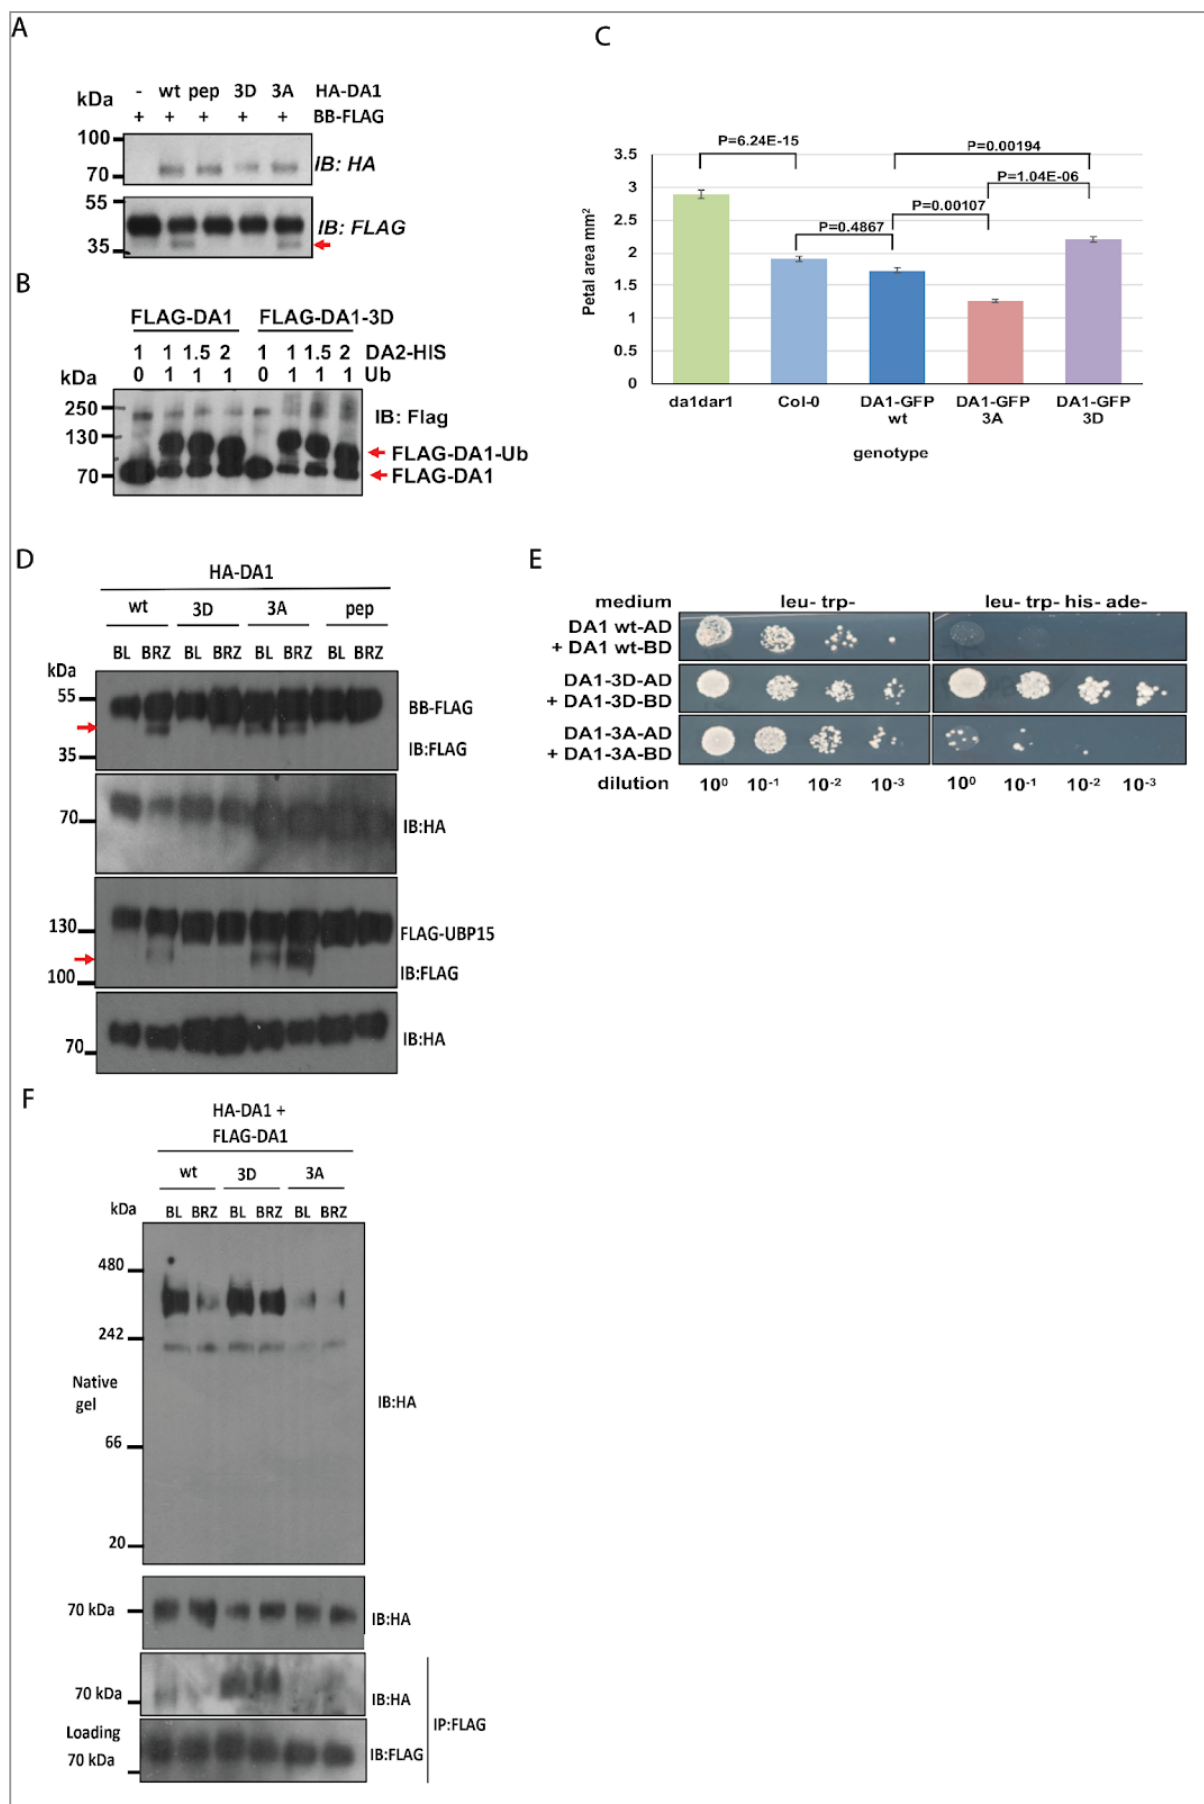 A
kDa
- wt pep 3D 3A HA-DA1
+ + + + + BB-FLAG
100
70
IB: HA
55
35
IB: FLAG
B
FLAG-DA1 FLAG-DA1-3D
1 1 1.5 2 1 1 1.5 2 DA2-HIS
0 1 1 1 0 1 1 1 Ub
kDa
250
130
70
IB: Flag
FLAG-DA1-Ub
FLAG-DA1
C
P=6.24E-15
P=0.00194
P=1.04E-06
P=0.00107
P=0.4867
Petal area mm²
3.5
3
2.5
2
1.5
1
0.5
0
da1dar1 Col-0 DA1-GFP wt DA1-GFP 3A DA1-GFP 3D
genotype
D
HA-DA1
wt 3D 3A pep
BL BRZ BL BRZ BL BRZ BL BRZ
kDa
55
35
BB-FLAG
IB:FLAG
70
IB:HA
130
100
FLAG-UBP15
IB:FLAG
70
IB:HA
E
medium leu- trp- leu- trp- his- ade-
DA1 wt-AD
+ DA1 wt-BD
DA1-3D-AD
+ DA1-3D-BD
DA1-3A-AD
+ DA1-3A-BD
dilution 10⁰ 10⁻¹ 10⁻² 10⁻³ 10⁰ 10⁻¹ 10⁻² 10⁻³
F
HA-DA1 +
FLAG-DA1
wt 3D 3A
kDa BL BRZ BL BRZ BL BRZ
480
242
Native
gel
IB:HA
66
20
70 kDa
IB:HA
70 kDa
IB:HA
IP:FLAG
Loading
70 kDa
IB:FLAG